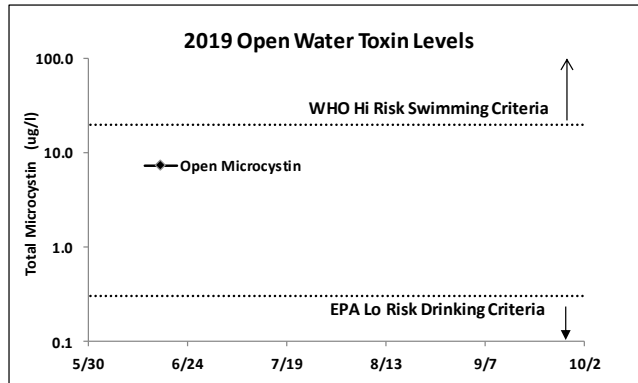 2019 Open Water Toxin Levels
100.0
WHO Hi Risk Swimming Criteria
10.0
Open Microcystin
Total Microcystin (ug/l)
1.0
EPA Lo Risk Drinking Criteria
0.1
5/30 6/24 7/19 8/13 9/7 10/2